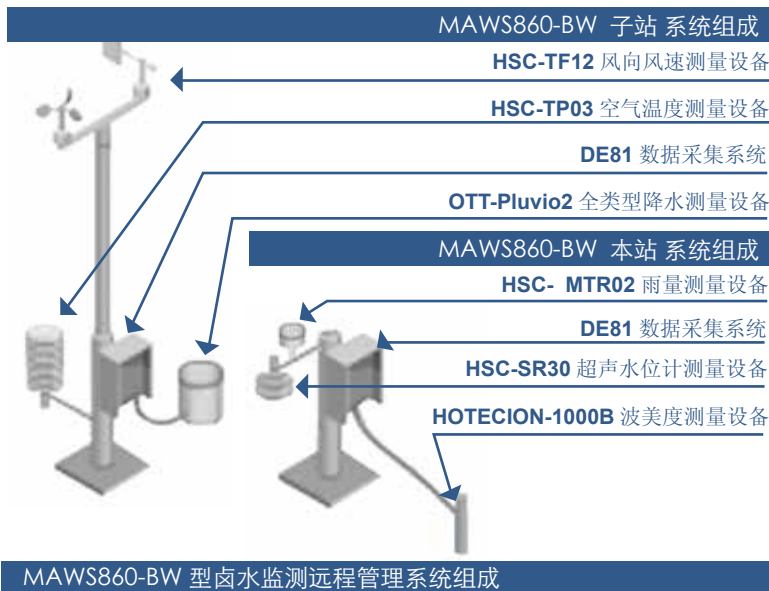 MAWS860-BW 子站 系统组成
HSC-TF12 风向风速测量设备
HSC-TP03 空气温度测量设备
DE81 数据采集系统
OTT-Pluvio2 全类型降水测量设备
MAWS860-BW 本站 系统组成
HSC- MTR02 雨量测量设备
DE81 数据采集系统
HSC-SR30 超声水位计测量设备
HOTECION-1000B 波美度测量设备
MAWS860-BW 型卤水监测远程管理系统组成